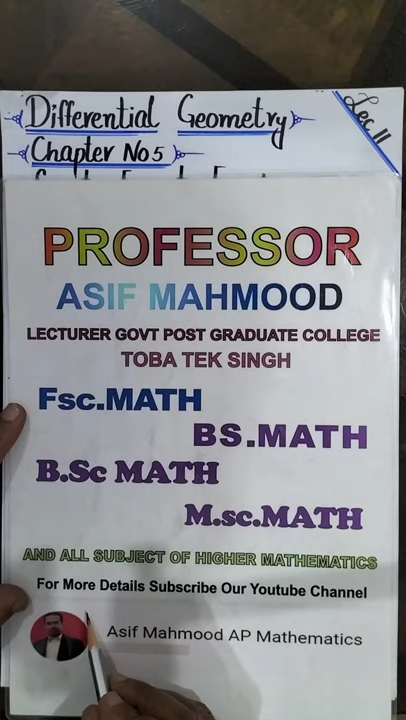 Differential Geometry
Lec 11
Chapter No 5
PROFESSOR
ASIF MAHMOOD
LECTURER GOVT POST GRADUATE COLLEGE
TOBA TEK SINGH
Fsc.MATH
BS.MATH
B.Sc MATH
M.sc.MATH
AND ALL SUBJECT OF HIGHER MATHEMATICS
For More Details Subscribe Our Youtube Channel
Asif Mahmood AP Mathematics